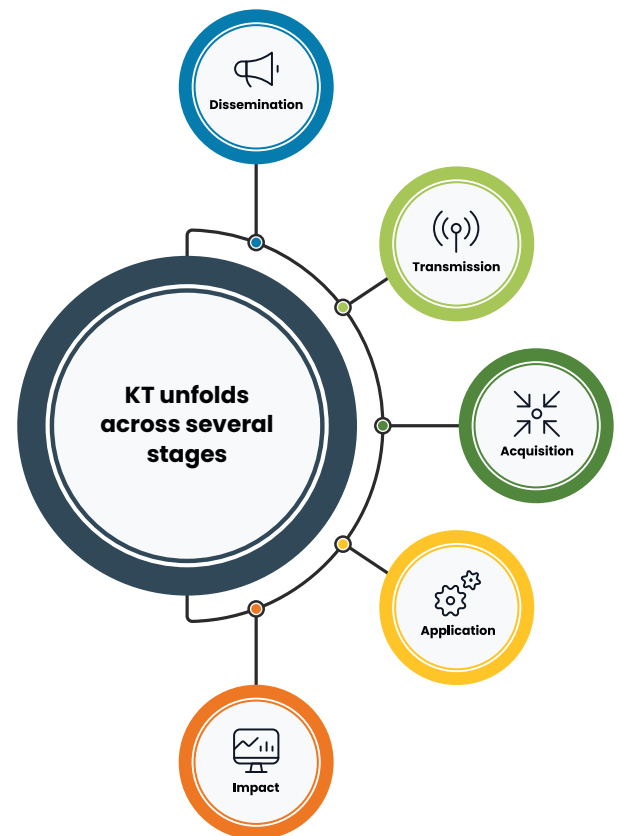 Dissemination
Transmission
KT unfolds
across several
stages
Acquisition
Application
Impact